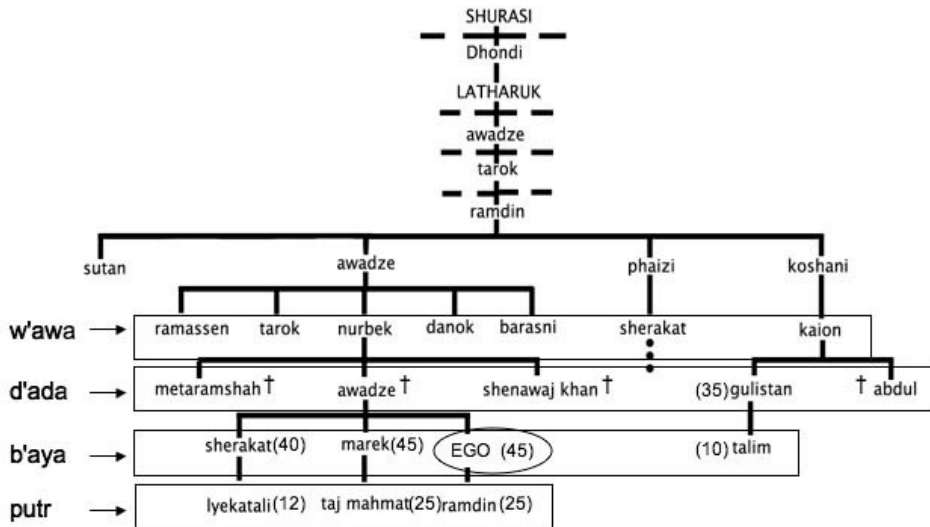 SHURASI
Dhondi
LATHARUK
awadze
tarok
ramdin
sutan awadze phaizi koshani
w'awa ramassen tarok nurbek danok barasni sherakat kaion
d'ada metaramshah † awadze † shenawaj khan † (35) gulistan † abdul
b'aya sherakat(40) marek(45) EGO (45) (10) talim
putr lyekatali(12) taj mahmat(25) ramdin(25)